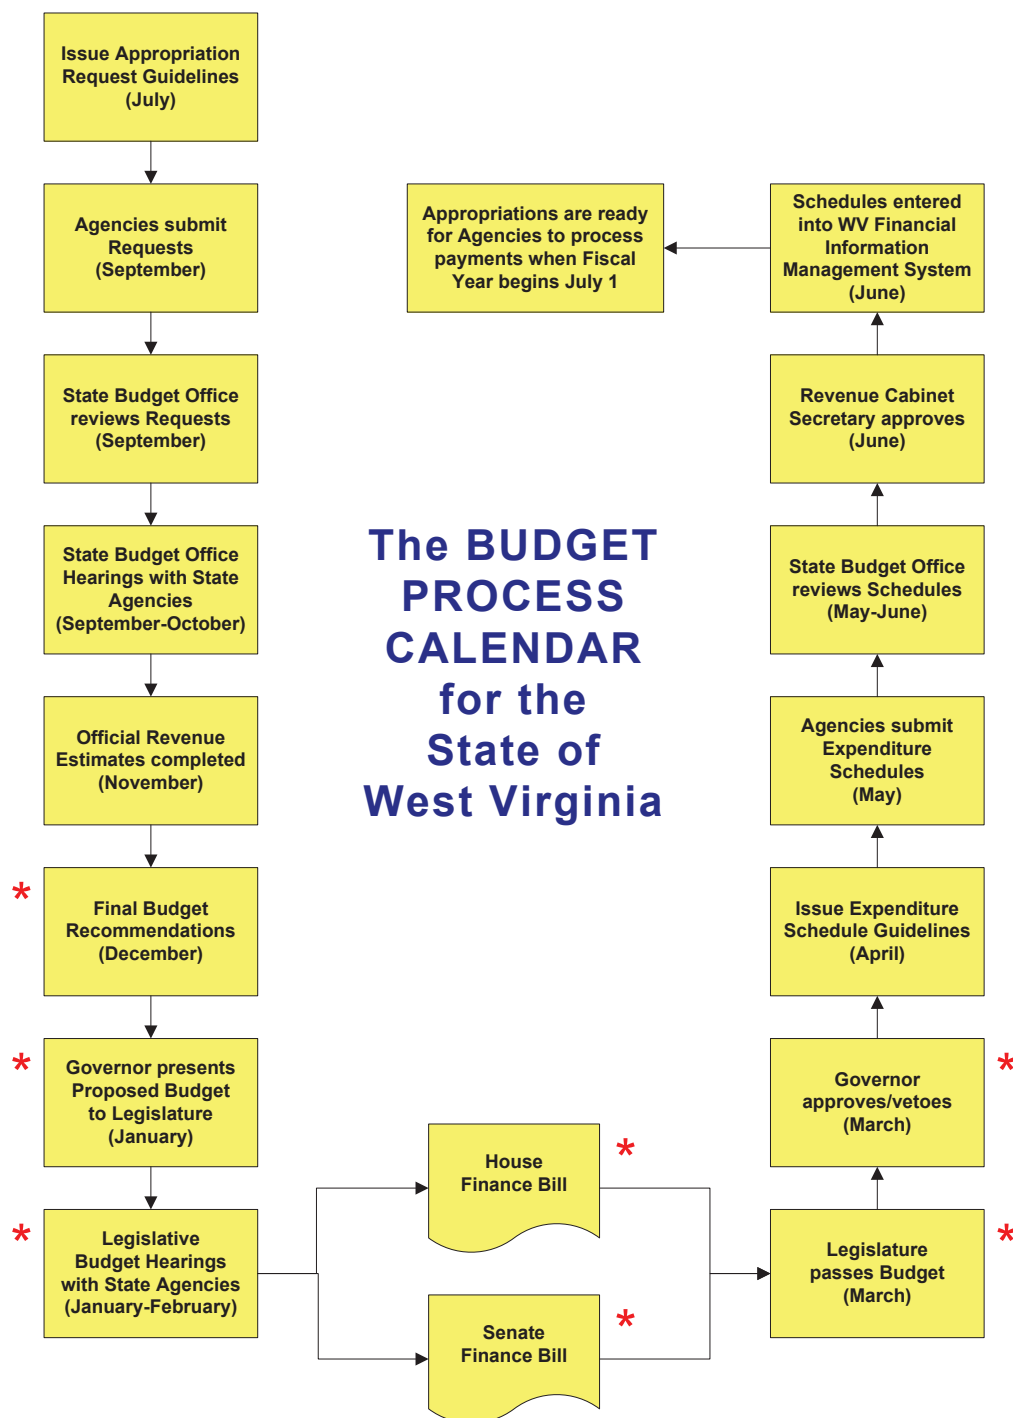 Issue Appropriation
Request Guidelines
(July)
Agencies submit
Requests
(September)
State Budget Office
reviews Requests
(September)
State Budget Office
Hearings with State
Agencies
(September-October)
Official Revenue
Estimates completed
(November)
*
Final Budget
Recommendations
(December)
*
Governor presents
Proposed Budget
to Legislature
(January)
*
Legislative
Budget Hearings
with State Agencies
(January-February)
House
Finance Bill
*
Senate
Finance Bill
*
Legislature
passes Budget
(March)
*
Governor
approves/vetoes
(March)
*
Issue Expenditure
Schedule Guidelines
(April)
Agencies submit
Expenditure
Schedules
(May)
State Budget Office
reviews Schedules
(May-June)
Revenue Cabinet
Secretary approves
(June)
Schedules entered
into WV Financial
Information
Management System
(June)
Appropriations are ready
for Agencies to process
payments when Fiscal
Year begins July 1
The BUDGET
PROCESS
CALENDAR
for the
State of
West Virginia